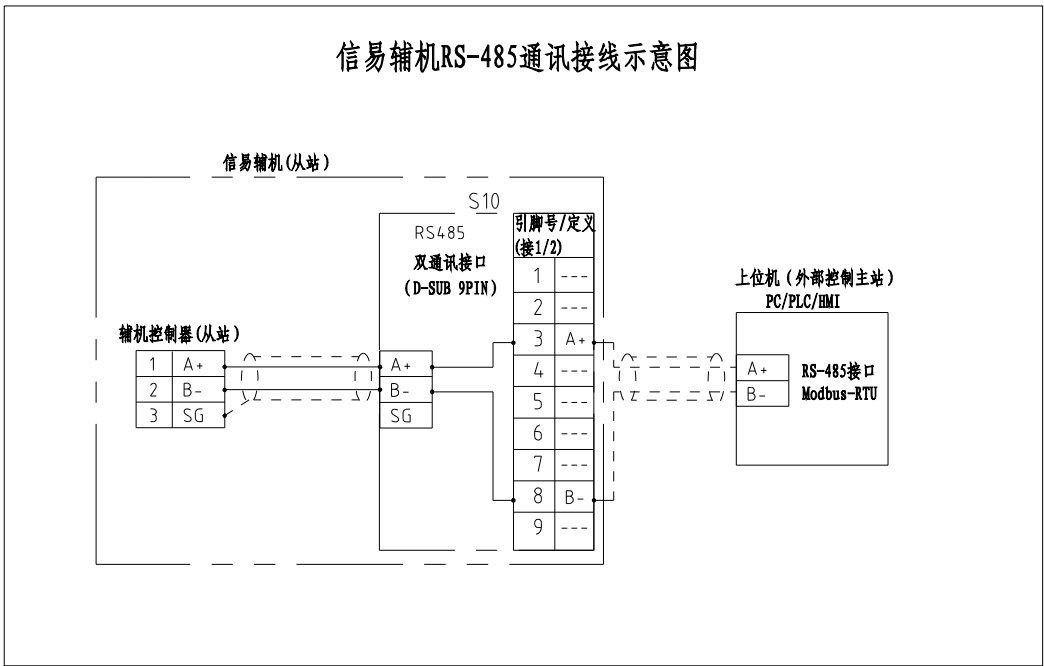 信易辅机RS-485通讯接线示意图
信易辅机(从站)
S10
RS485
双通讯接口
(D-SUB 9PIN)
引脚号/定义
(接1/2)
1 ---
2 ---
3 A+
4 ---
5 ---
6 ---
7 ---
8 B-
9 ---
辅机控制器(从站)
1 A+
2 B-
3 SG
A+
B-
SG
上位机(外部控制主站)
PC/PLC/HMI
A+
B-
RS-485接口
Modbus-RTU